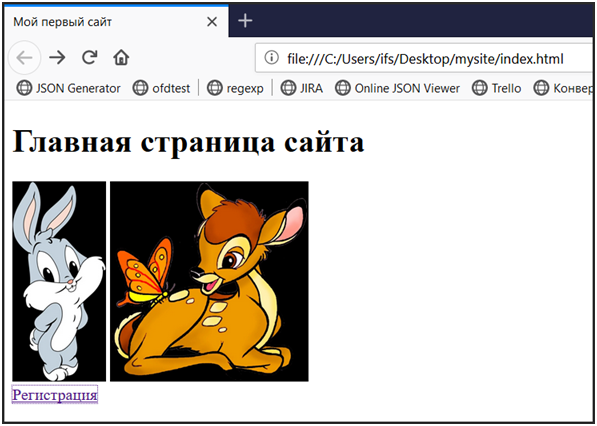 Мой первый сайт
file:///C:/Users/ifs/Desktop/mysite/index.html
JSON Generator ofdtest regexp JIRA Online JSON Viewer Trello Конвер
Главная страница сайта
Регистрация